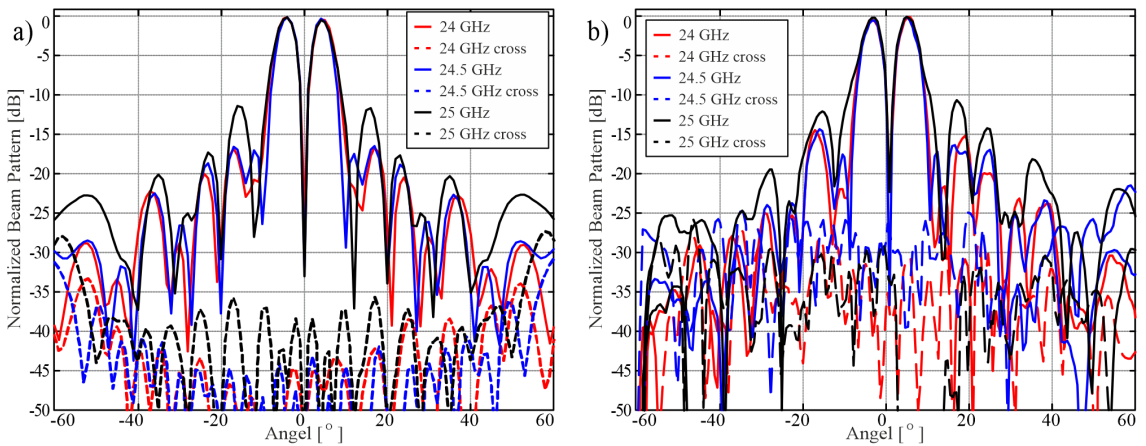 a)
Normalized Beam Pattern [dB]
0
-5
-10
-15
-20
-25
-30
-35
-40
-45
-50
24 GHz
24 GHz cross
24.5 GHz
24.5 GHz cross
25 GHz
25 GHz cross
-60
-40
-20
0
20
40
60
Angel [°]
b)
Normalized Beam Pattern [dB]
0
-5
-10
-15
-20
-25
-30
-35
-40
-45
-50
24 GHz
24 GHz cross
24.5 GHz
24.5 GHz cross
25 GHz
25 GHz cross
-60
-40
-20
0
20
40
60
Angel [°]